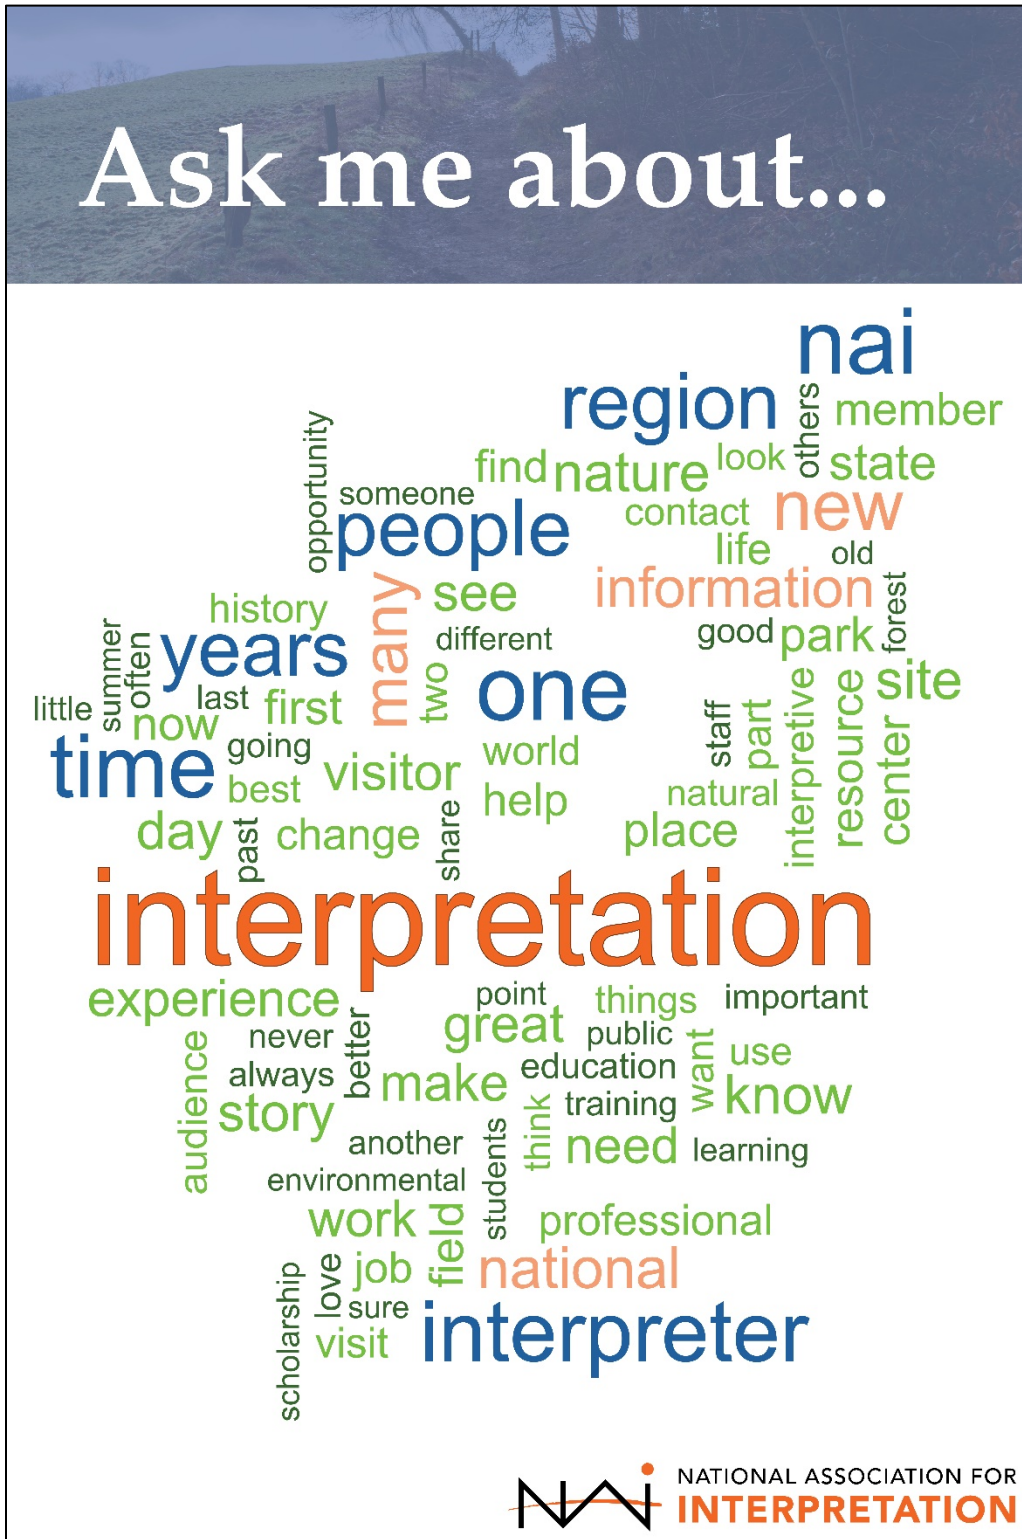 Ask me about...
nai
region
others
member
opportunity
find
nature
look
state
someone
people
contact
new
life
old
information
forest
history
many
see
different
good
park
summer
often
years
two
one
site
little
last
first
now
staff
part
interpretive
resource
center
time
going
visitor
world
best
help
natural
day
past
change
share
place
interpretation
experience
point
things
important
never
better
great
public
want
use
audience
always
make
education
know
story
think
training
another
students
need
learning
environmental
work
field
professional
scholarship
love
job
national
sure
visit
interpreter
NAI
NATIONAL ASSOCIATION FOR
INTERPRETATION